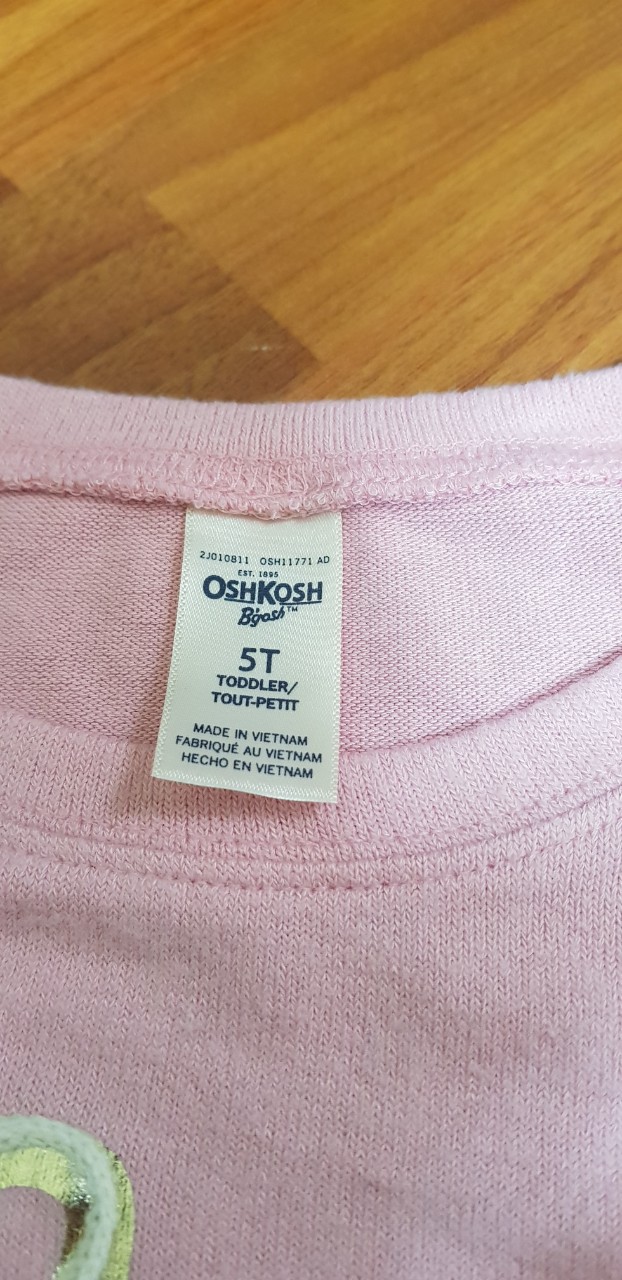 2J010811 OSH11771 AD
EST. 1895
OSHKOSH
B'gosh™
5T
TODDLER/
TOUT-PETIT
MADE IN VIETNAM
FABRIQUÉ AU VIETNAM
HECHO EN VIETNAM